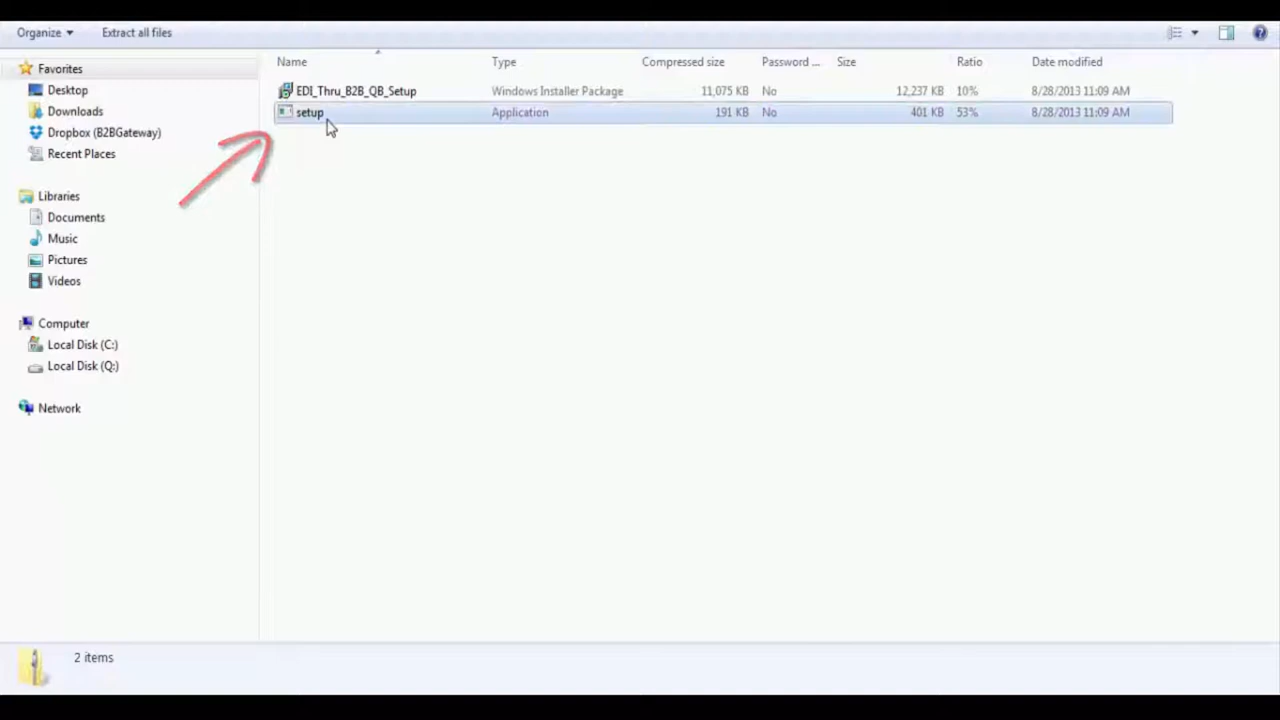 Organize Extract all files
Name Type Compressed size Password ... Size Ratio Date modified
Favorites
Desktop
Downloads
Dropbox (B2BGateway)
Recent Places
Libraries
Documents
Music
Pictures
Videos
Computer
Local Disk (C:)
Local Disk (Q:)
Network
EDI_Thru_B2B_QB_Setup Windows Installer Package 11,075 KB No 12,237 KB 10% 8/28/2013 11:09 AM
setup Application 191 KB No 401 KB 53% 8/28/2013 11:09 AM
2 items